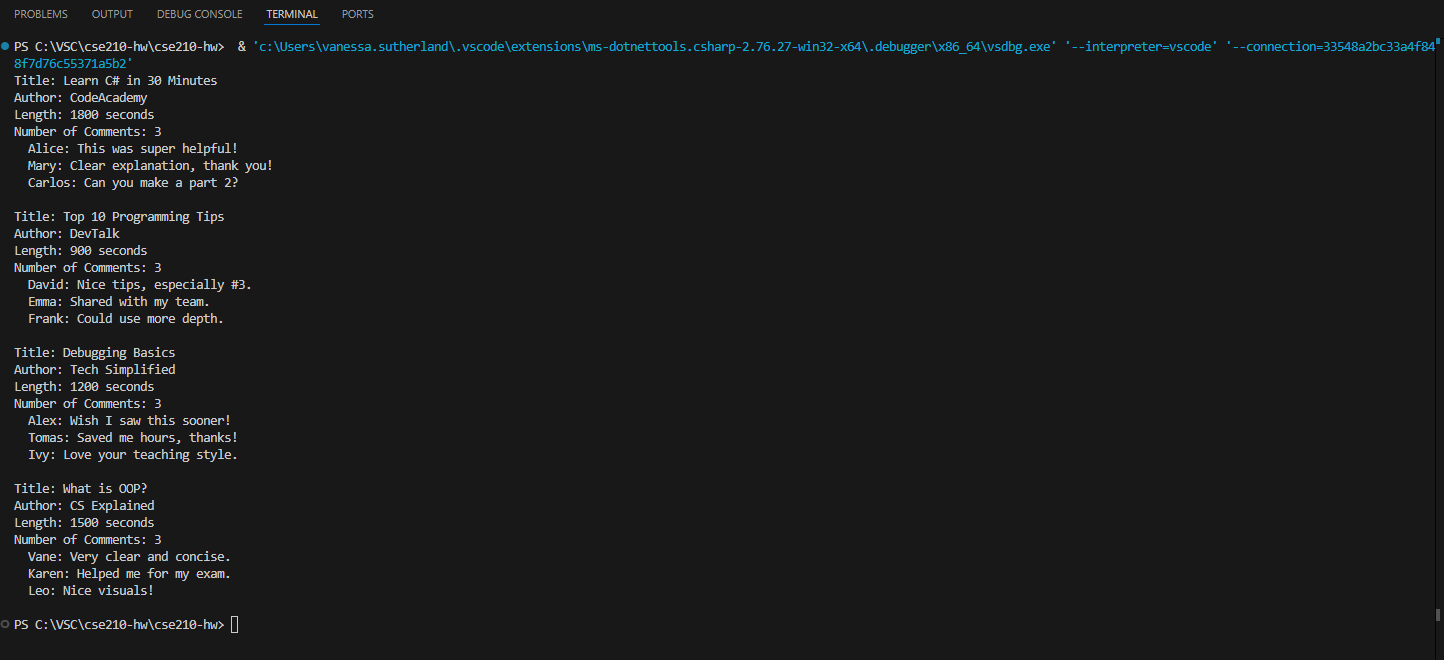 PROBLEMS OUTPUT DEBUG CONSOLE TERMINAL PORTS
PS C:\VSC\cse210-hw\cse210-hw>  & 'c:\Users\vanessa.sutherland\.vscode\extensions\ms-dotnettools.csharp-2.76.27-win32-x64\.debugger\x86_64\vsdbg.exe' '--interpreter=vscode' '--connection=33548a2bc33a4f84
8f7d76c55371a5b2'
Title: Learn C# in 30 Minutes
Author: CodeAcademy
Length: 1800 seconds
Number of Comments: 3
  Alice: This was super helpful!
  Mary: Clear explanation, thank you!
  Carlos: Can you make a part 2?

Title: Top 10 Programming Tips
Author: DevTalk
Length: 900 seconds
Number of Comments: 3
  David: Nice tips, especially #3.
  Emma: Shared with my team.
  Frank: Could use more depth.

Title: Debugging Basics
Author: Tech Simplified
Length: 1200 seconds
Number of Comments: 3
  Alex: Wish I saw this sooner!
  Tomas: Saved me hours, thanks!
  Ivy: Love your teaching style.

Title: What is OOP?
Author: CS Explained
Length: 1500 seconds
Number of Comments: 3
  Vane: Very clear and concise.
  Karen: Helped me for my exam.
  Leo: Nice visuals!

PS C:\VSC\cse210-hw\cse210-hw>